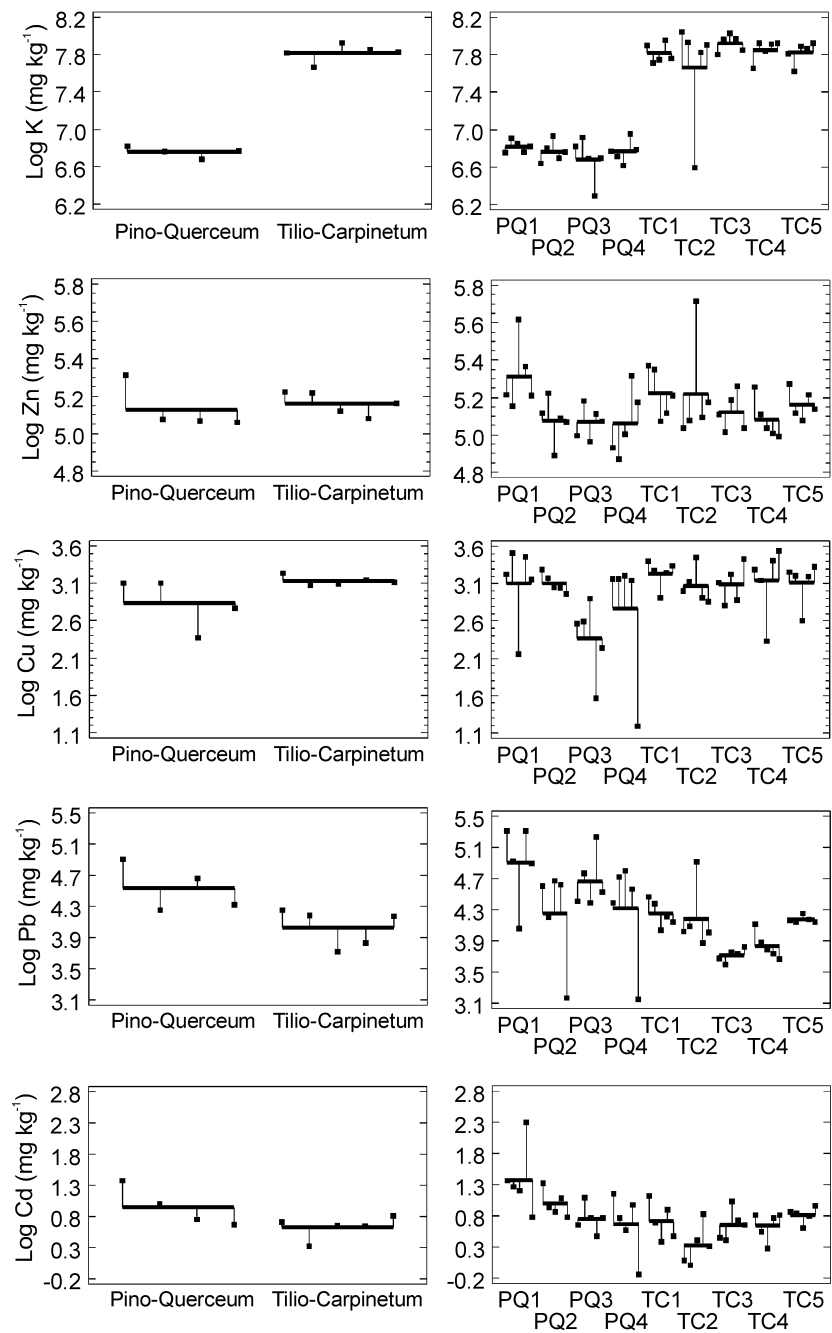 Log K (mg kg-1)
8.2
7.8
7.4
7.0
6.6
6.2
Pino-Querceum
Tilio-Carpinetum
8.2
7.8
7.4
7.0
6.6
6.2
PQ1 PQ3 TC1 TC3 TC5
PQ2 PQ4 TC2 TC4
Log Zn (mg kg-1)
5.8
5.6
5.4
5.2
5.0
4.8
Pino-Querceum
Tilio-Carpinetum
5.8
5.6
5.4
5.2
5.0
4.8
PQ1 PQ3 TC1 TC3 TC5
PQ2 PQ4 TC2 TC4
Log Cu (mg kg-1)
3.6
3.1
2.6
2.1
1.6
1.1
Pino-Querceum
Tilio-Carpinetum
3.6
3.1
2.6
2.1
1.6
1.1
PQ1 PQ3 TC1 TC3 TC5
PQ2 PQ4 TC2 TC4
Log Pb (mg kg-1)
5.5
5.1
4.7
4.3
3.9
3.5
3.1
Pino-Querceum
Tilio-Carpinetum
5.5
5.1
4.7
4.3
3.9
3.5
3.1
PQ1 PQ3 TC1 TC3 TC5
PQ2 PQ4 TC2 TC4
Log Cd (mg kg-1)
2.8
2.3
1.8
1.3
0.8
0.3
-0.2
Pino-Querceum
Tilio-Carpinetum
2.8
2.3
1.8
1.3
0.8
0.3
-0.2
PQ1 PQ3 TC1 TC3 TC5
PQ2 PQ4 TC2 TC4